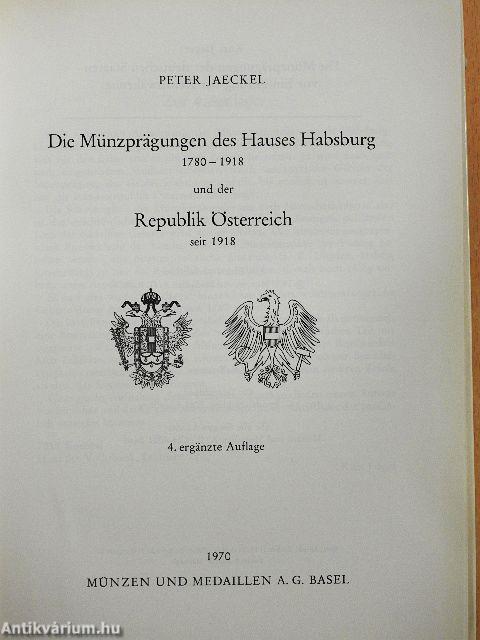 PETER JAECKEL
Die Münzprägungen des Hauses Habsburg
1780–1918
und der
Republik Österreich
seit 1918
4. ergänzte Auflage
1970
MÜNZEN UND MEDAILLEN A. G. BASEL
Antikvárium.hu